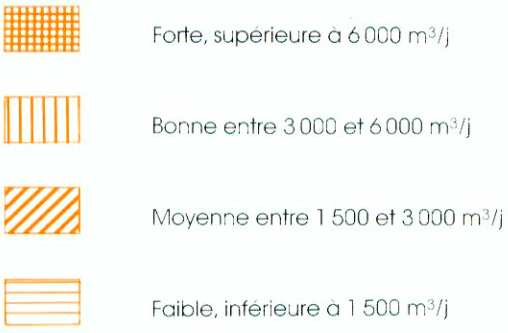 Forte, supérieure à 6 000 m³/j
Bonne entre 3 000 et 6 000 m³/j
Moyenne entre 1 500 et 3 000 m³/j
Faible, inférieure à 1 500 m³/j